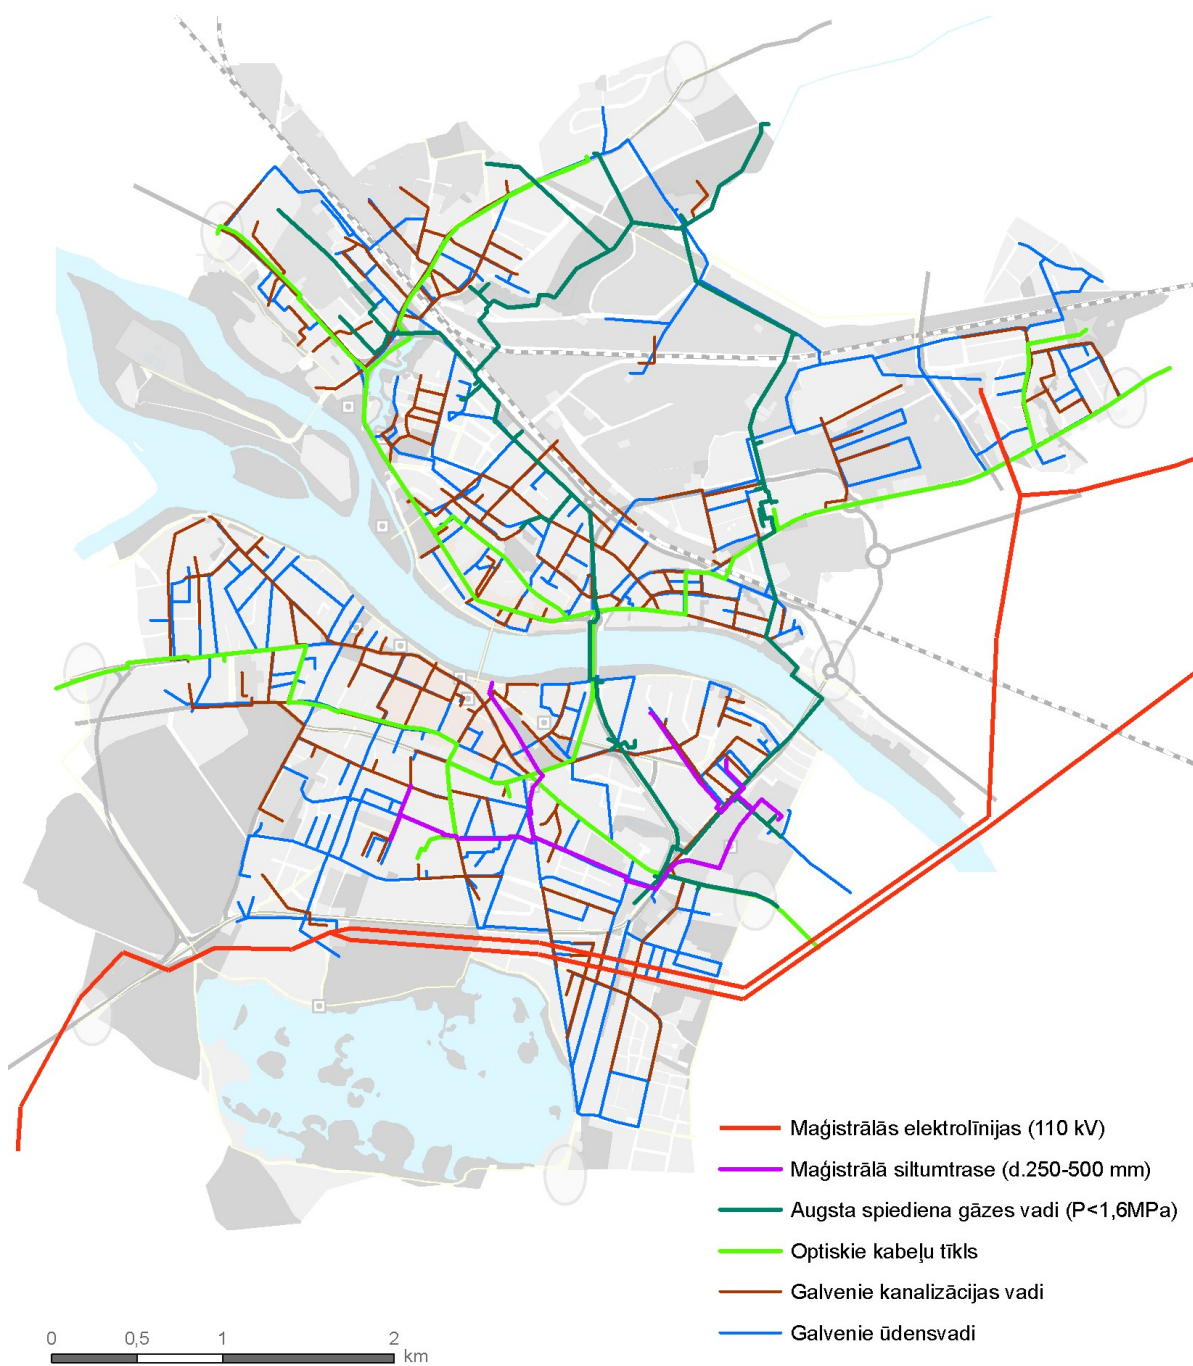 Maģistrālās elektrolīnijas (110 kV)
Maģistrālā siltumtrase (d.250-500 mm)
Augsta spiediena gāzes vadi (P<1,6MPa)
Optiskie kabeļu tīkls
Galvenie kanalizācijas vadi
Galvenie ūdensvadi
0 0,5 1 2
km